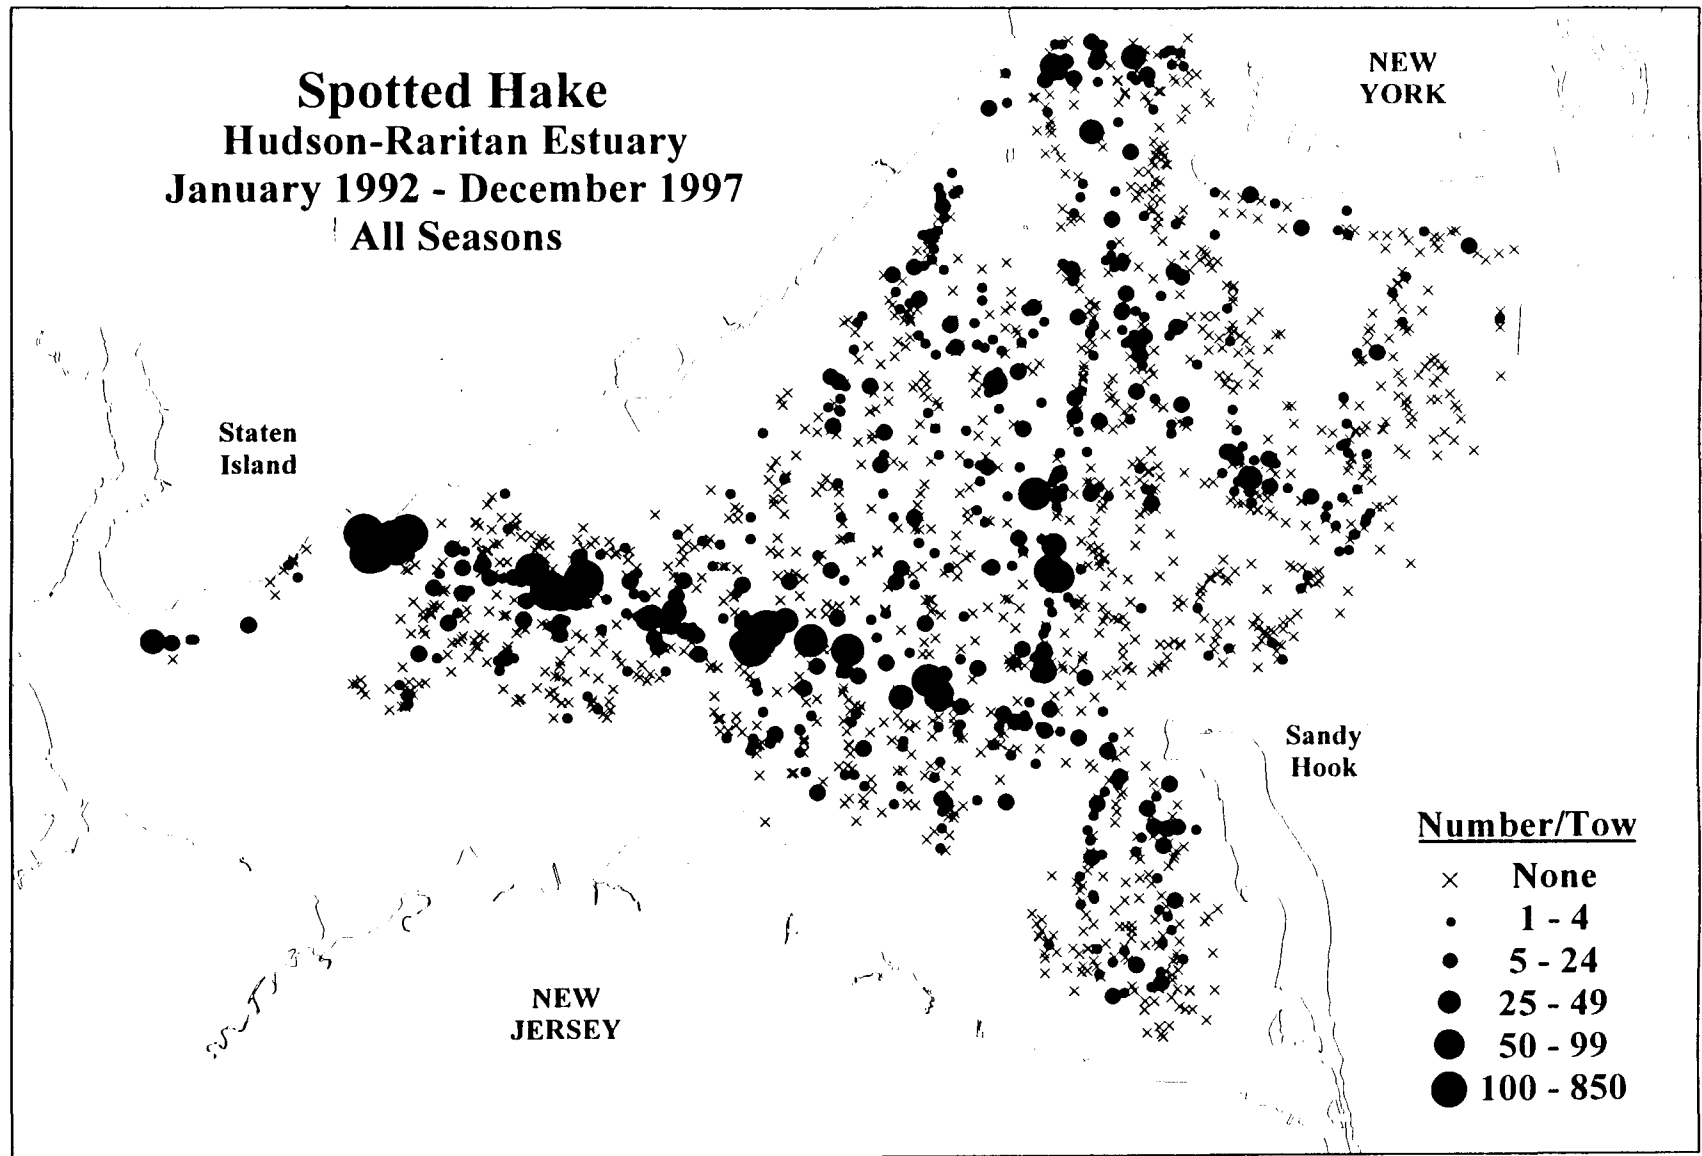 Spotted Hake
Hudson-Raritan Estuary
January 1992 - December 1997
All Seasons
NEW
YORK
Staten
Island
Sandy
Hook
NEW
JERSEY
Number/Tow
None
1 - 4
5 - 24
25 - 49
50 - 99
100 - 850